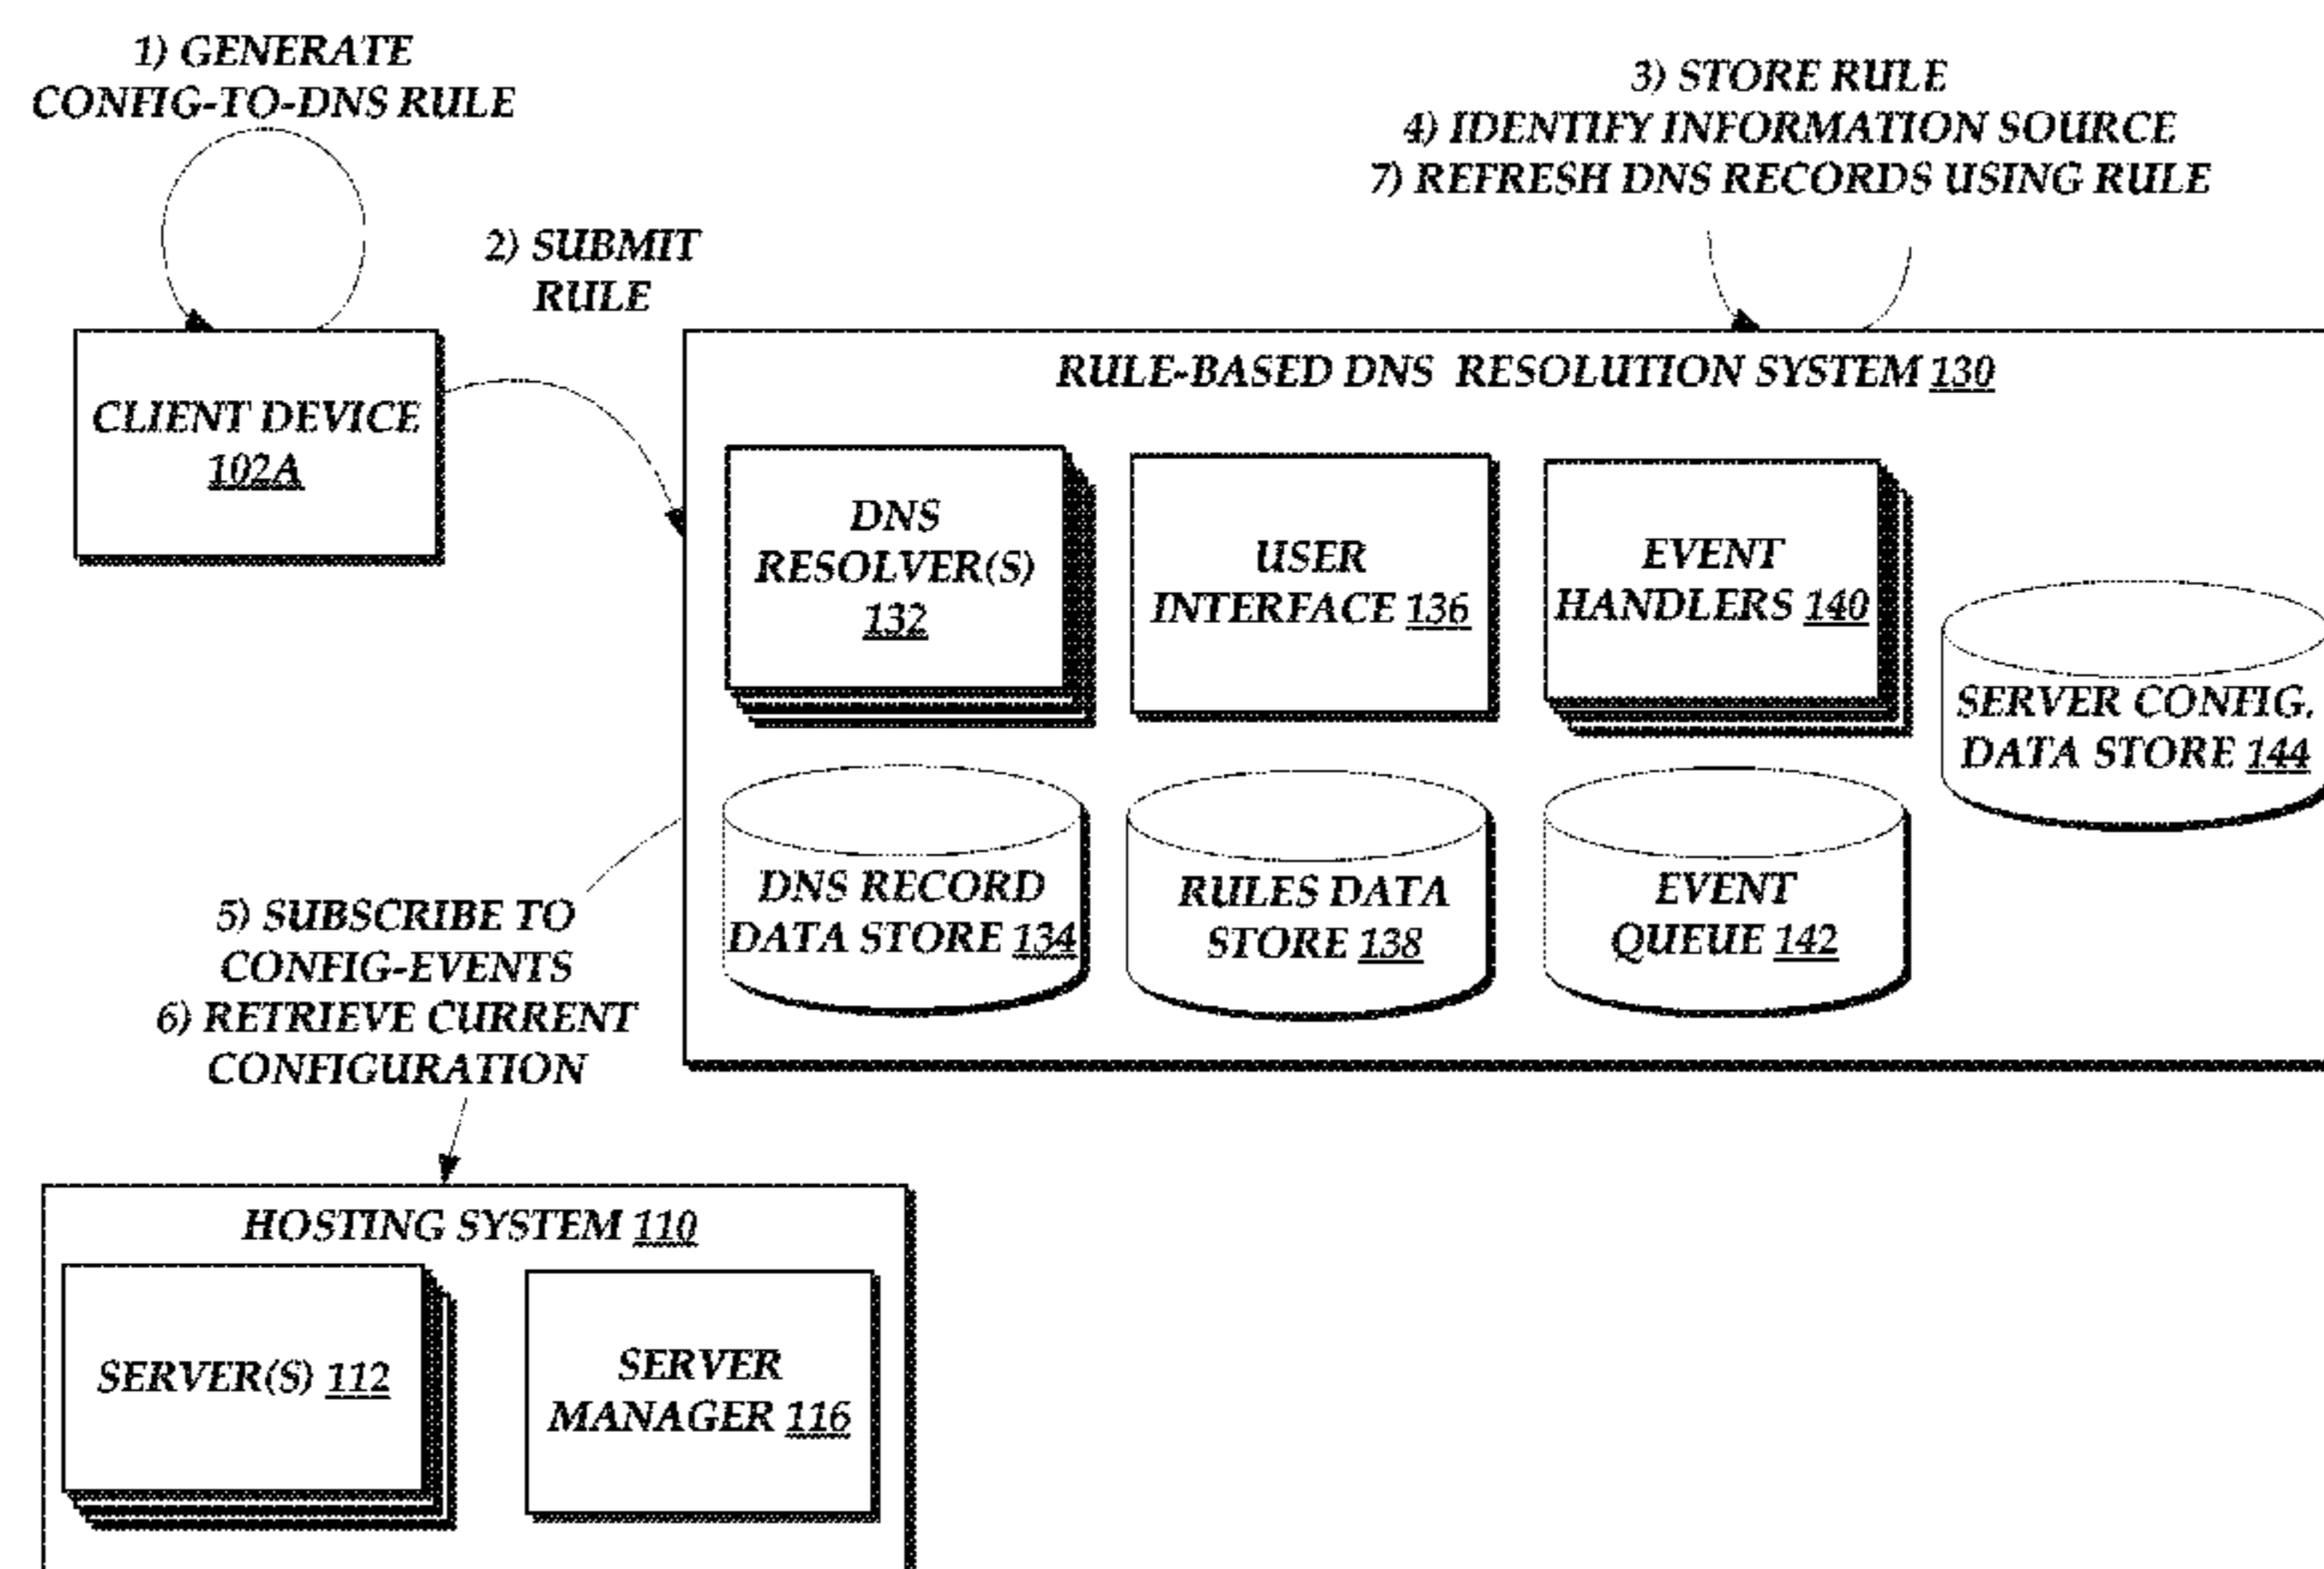 1) GENERATE
CONFIG-TO-DNS RULE
3) STORE RULE
4) IDENTIFY INFORMATION SOURCE
7) REFRESH DNS RECORDS USING RULE
2) SUBMIT
RULE
CLIENT DEVICE
102A
RULE-BASED DNS RESOLUTION SYSTEM 130
DNS
RESOLVER(S)
132
USER
INTERFACE 136
EVENT
HANDLERS 140
SERVER CONFIG.
DATA STORE 144
DNS RECORD
DATA STORE 134
RULES DATA
STORE 138
EVENT
QUEUE 142
5) SUBSCRIBE TO
CONFIG-EVENTS
6) RETRIEVE CURRENT
CONFIGURATION
HOSTING SYSTEM 110
SERVER(S) 112
SERVER
MANAGER 116